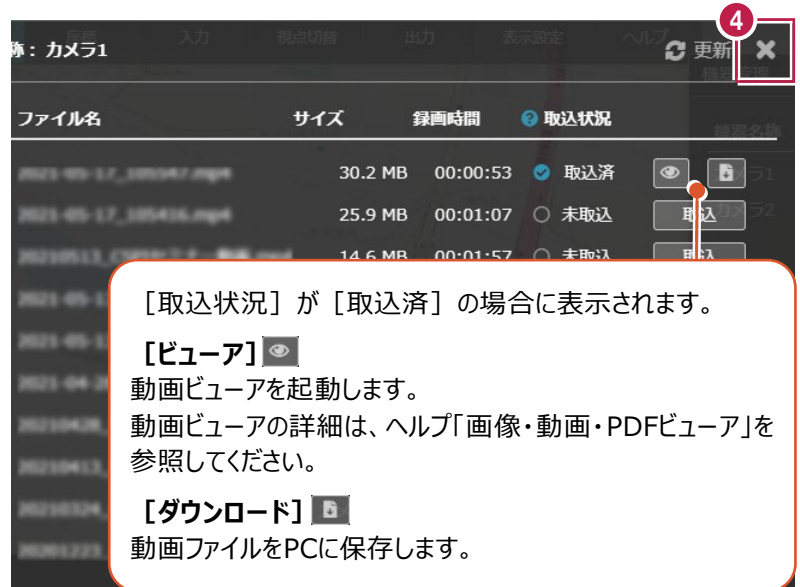 4
入力 視点切替 出力 表示設定 ヘルプ
称：カメラ1 更新
機器管理
ファイル名 サイズ 録画時間 取込状況
機器名称
2021-05-17_105547.mp4 30.2 MB 00:00:53 取込済
カメラ1
2021-05-17_105416.mp4 25.9 MB 00:01:07 未取込 取込
カメラ2
14.6 MB 00:01:57 未取込 取込
［取込状況］が［取込済］の場合に表示されます。
［ビューア］
動画ビューアを起動します。
動画ビューアの詳細は、ヘルプ「画像・動画・PDFビューア」を
参照してください。
［ダウンロード］
動画ファイルをPCに保存します。